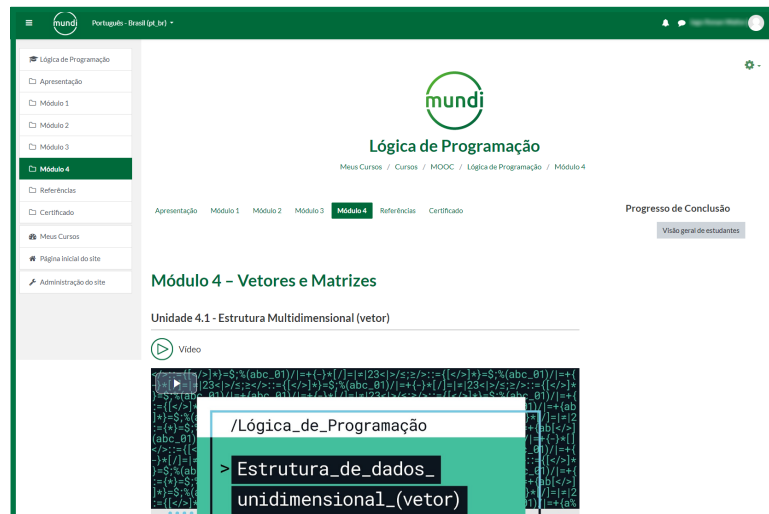 mundi
Português - Brasil (pt_br)
Lógica de Programação
Apresentação
Módulo 1
Módulo 2
Módulo 3
Módulo 4
Referências
Certificado
Meus Cursos
Página inicial do site
Administração do site
mundi
Lógica de Programação
Meus Cursos / Cursos / MOOC / Lógica de Programação / Módulo 4
Apresentação Módulo 1 Módulo 2 Módulo 3 Módulo 4 Referências Certificado
Progresso de Conclusão
Visão geral de estudantes
Módulo 4 – Vetores e Matrizes
Unidade 4.1 - Estrutura Multidimensional (vetor)
Vídeo
/Lógica_de_Programação
> Estrutura_de_dados_
unidimensional_(vetor)